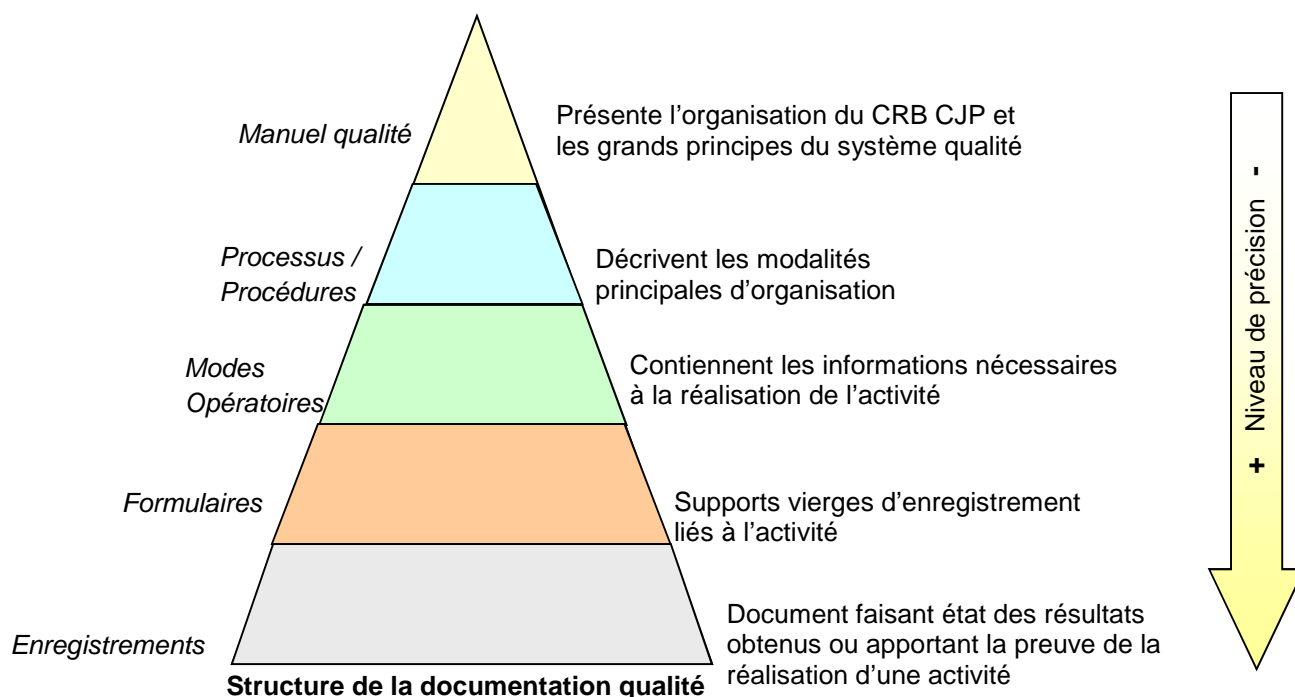 Manuel qualité
Présente l’organisation du CRB CJP et
les grands principes du système qualité
Processus /
Procédures
Décrivent les modalités
principales d’organisation
Modes
Opératoires
Contiennent les informations nécessaires
à la réalisation de l’activité
Formulaires
Supports vierges d’enregistrement
liés à l’activité
Enregistrements
Document faisant état des résultats
obtenus ou apportant la preuve de la
réalisation d’une activité
Structure de la documentation qualité
+ Niveau de précision -